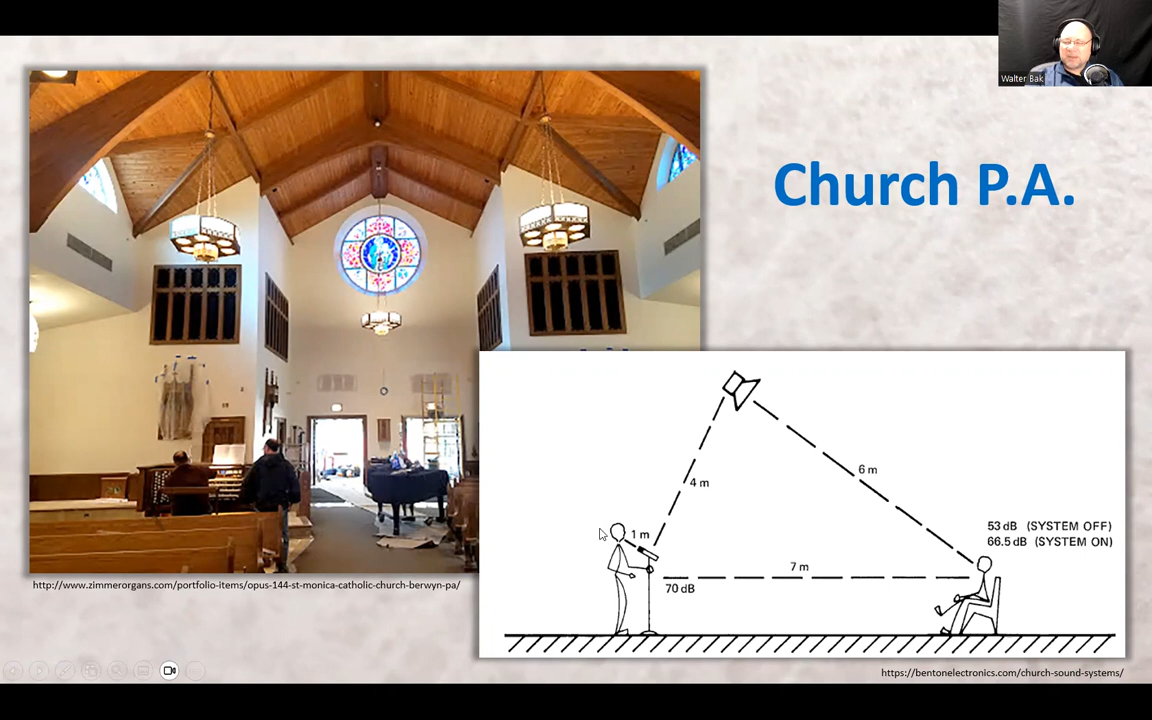 Walter Bak
Church P.A.
4 m
6 m
1 m
53 dB (SYSTEM OFF)
66.5 dB (SYSTEM ON)
7 m
70 dB
http://www.zimmerorgans.com/portfolio-items/opus-144-st-monica-catholic-church-berwyn-pa/
https://bentonelectronics.com/church-sound-systems/